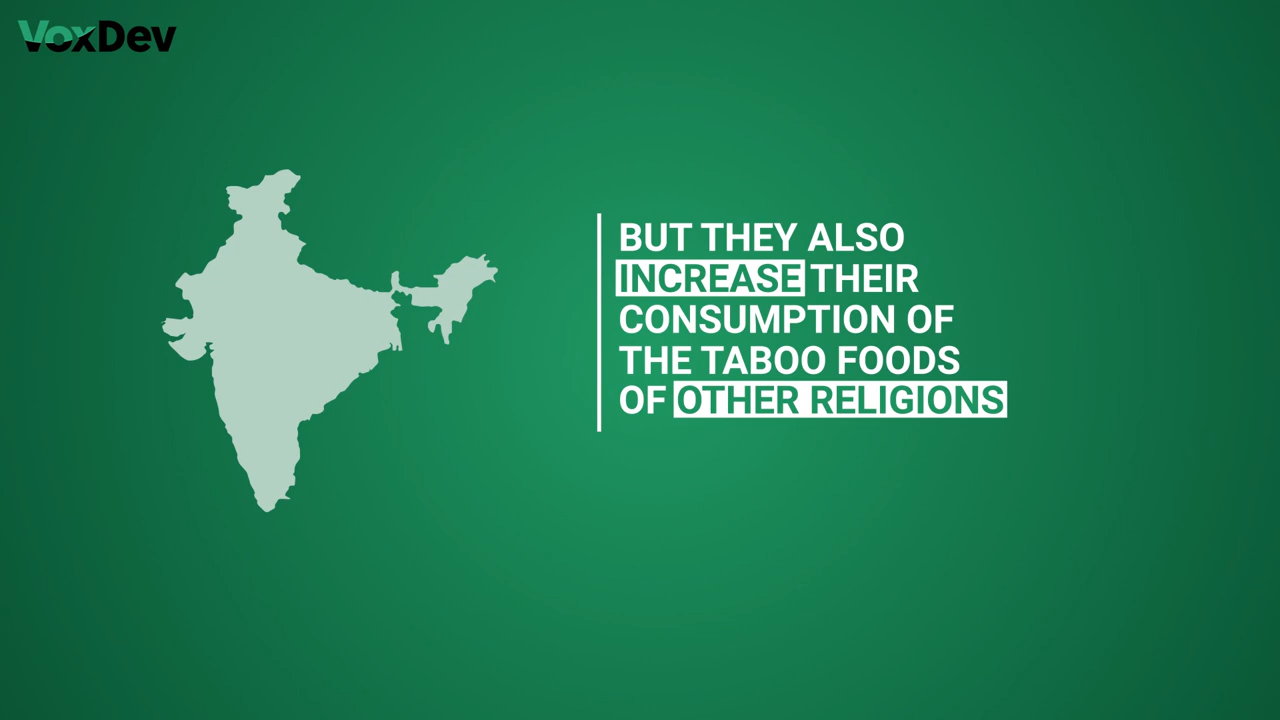 VoxDev
BUT THEY ALSO
INCREASE THEIR
CONSUMPTION OF
THE TABOO FOODS
OF OTHER RELIGIONS